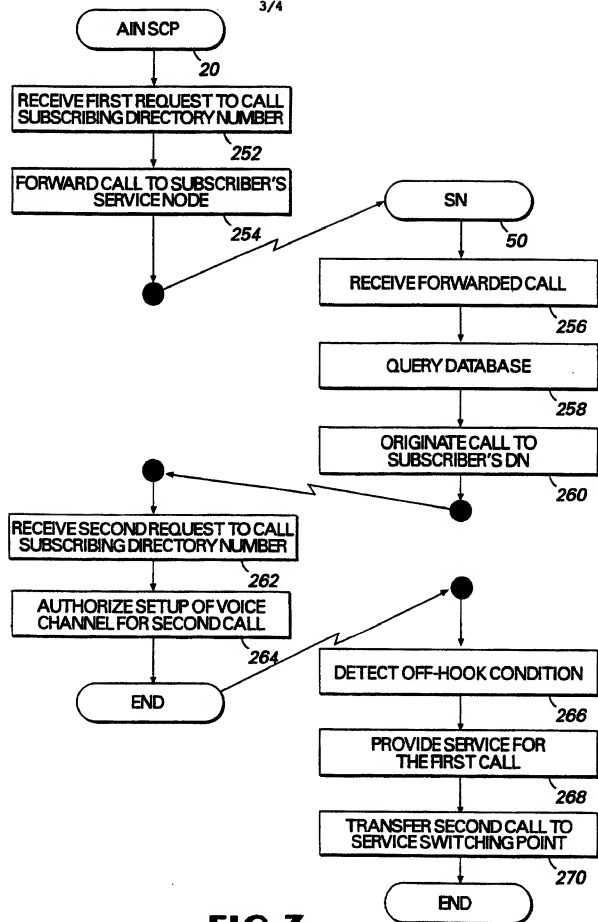 3/4
AIN SCP
20
RECEIVE FIRST REQUEST TO CALL
SUBSCRIBING DIRECTORY NUMBER
252
FORWARD CALL TO SUBSCRIBER'S
SERVICE NODE
254
SN
50
RECEIVE FORWARDED CALL
256
QUERY DATABASE
258
ORIGINATE CALL TO
SUBSCRIBER'S DN
260
RECEIVE SECOND REQUEST TO CALL
SUBSCRIBING DIRECTORY NUMBER
262
AUTHORIZE SETUP OF VOICE
CHANNEL FOR SECOND CALL
264
END
DETECT OFF-HOOK CONDITION
266
PROVIDE SERVICE FOR
THE FIRST CALL
268
TRANSFER SECOND CALL TO
SERVICE SWITCHING POINT
270
END